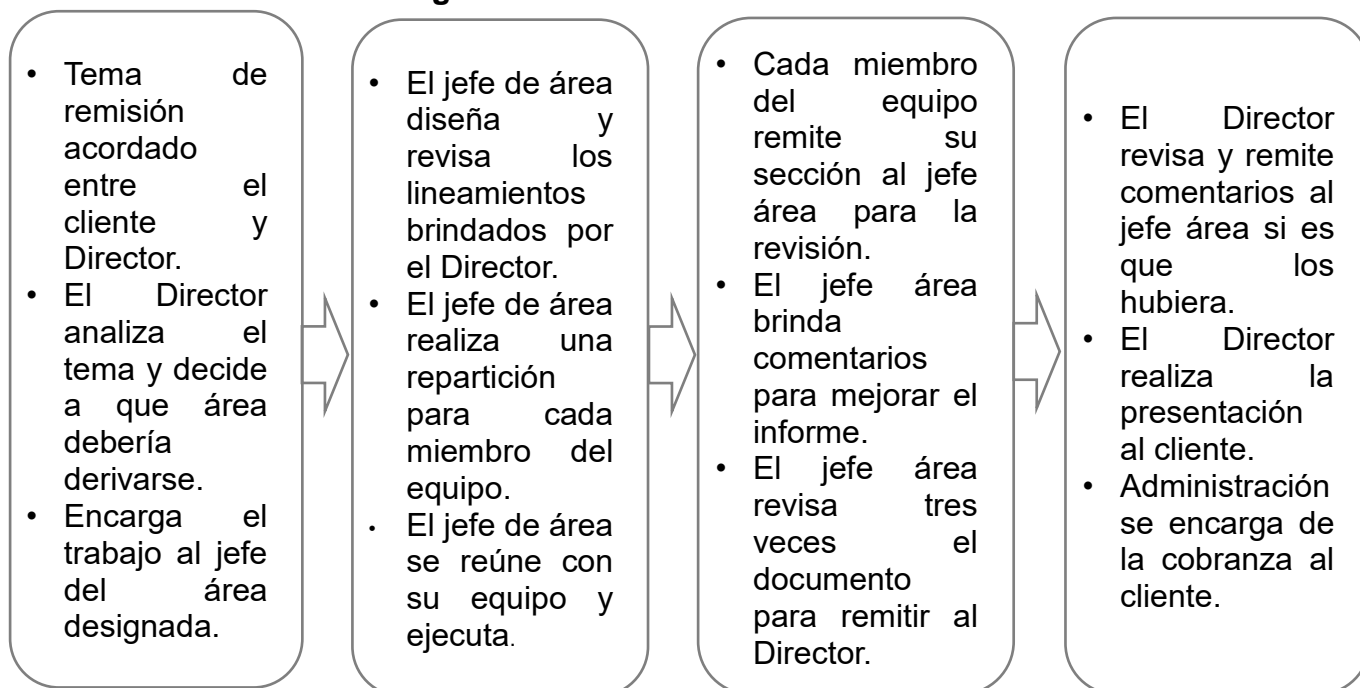 • Tema de
remisión
acordado
entre el
cliente y
Director.
• El Director
analiza el
tema y decide
a que área
debería
derivarse.
• Encarga el
trabajo al jefe
del área
designada.
• El jefe de área
diseña y
revisa los
lineamientos
brindados por
el Director.
• El jefe de área
realiza una
repartición
para cada
miembro del
equipo.
• El jefe de área
se reúne con
su equipo y
ejecuta.
• Cada miembro
del equipo
remite su
sección al jefe
área para la
revisión.
• El jefe área
brinda
comentarios
para mejorar el
informe.
• El jefe área
revisa tres
veces el
documento
para remitir al
Director.
• El Director
revisa y remite
comentarios al
jefe área si es
que los
hubiera.
• El Director
realiza la
presentación
al cliente.
• Administración
se encarga de
la cobranza al
cliente.